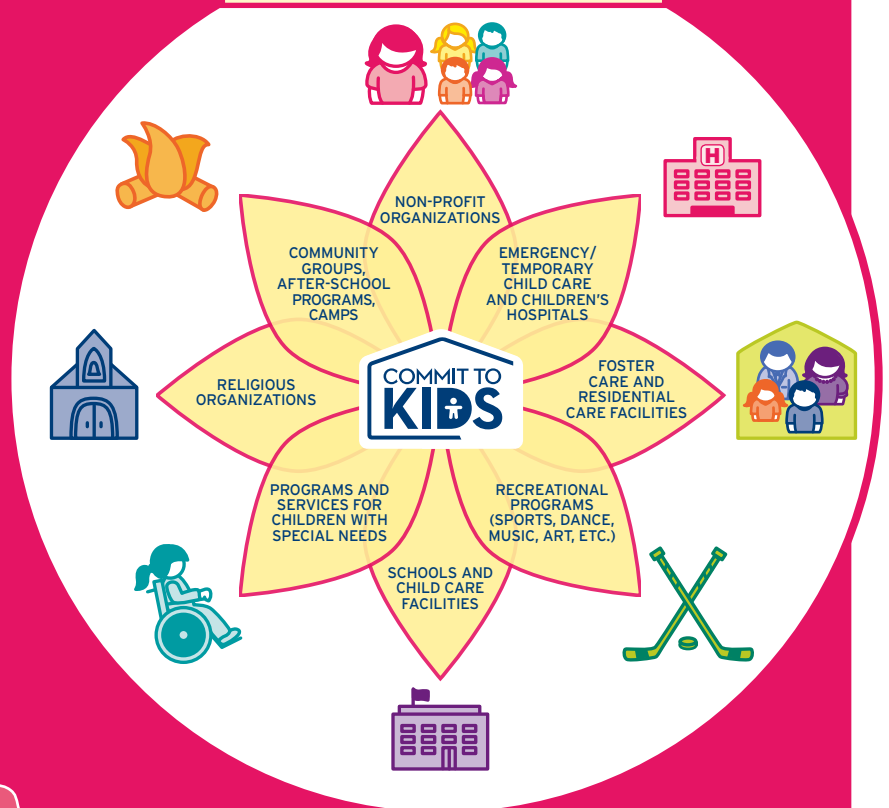 H
NON-PROFIT
ORGANIZATIONS
COMMUNITY
GROUPS,
AFTER-SCHOOL
PROGRAMS,
CAMPS
EMERGENCY/
TEMPORARY
CHILD CARE
AND CHILDREN'S
HOSPITALS
RELIGIOUS
ORGANIZATIONS
COMMIT TO
KIDS
FOSTER
CARE AND
RESIDENTIAL
CARE FACILITIES
PROGRAMS AND
SERVICES FOR
CHILDREN WITH
SPECIAL NEEDS
RECREATIONAL
PROGRAMS
(SPORTS, DANCE,
MUSIC, ART, ETC.)
SCHOOLS AND
CHILD CARE
FACILITIES